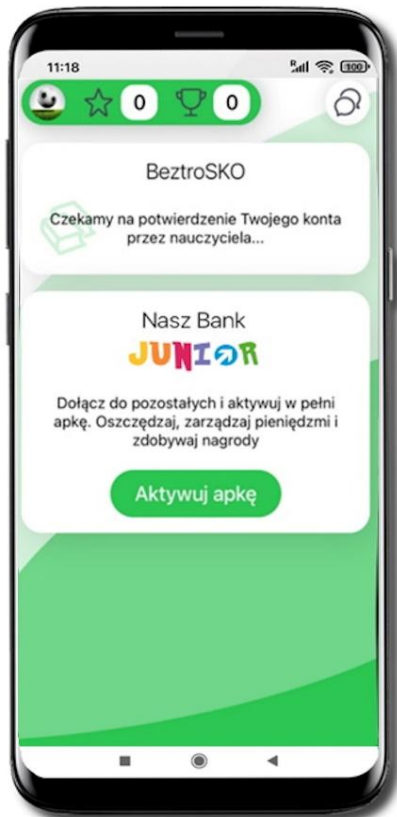 11:18
R
100
0
0
BeztroSKO
Czekamy na potwierdzenie Twojego konta
przez nauczyciela...
Nasz Bank
JUNIOR
Dołącz do pozostałych i aktywuj w pełni
apkę. Oszczędzaj, zarządzaj pieniędzmi i
zdobywaj nagrody
Aktywuj apkę